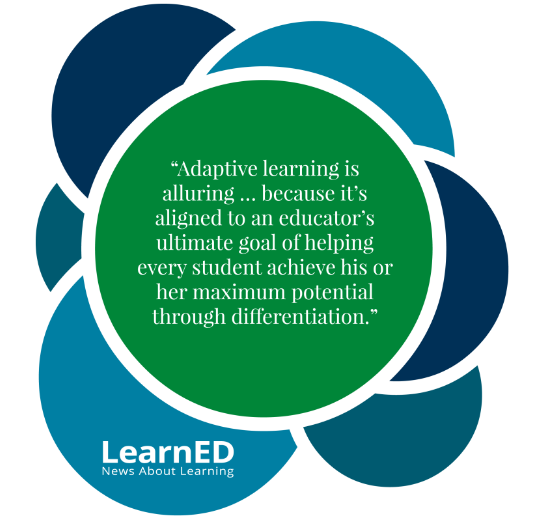 “Adaptive learning is
alluring ... because it’s
aligned to an educator’s
ultimate goal of helping
every student achieve his or
her maximum potential
through differentiation.”
LearnED
News About Learning